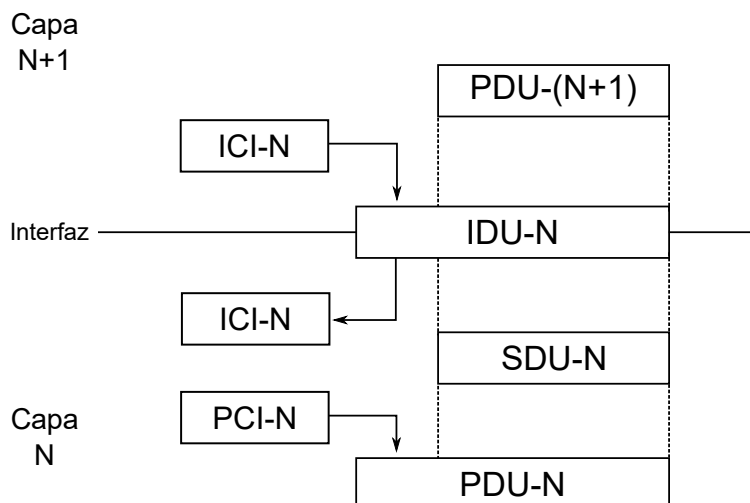 Capa
N+1
PDU-(N+1)
ICI-N
Interfaz
IDU-N
ICI-N
SDU-N
Capa
N
PCI-N
PDU-N